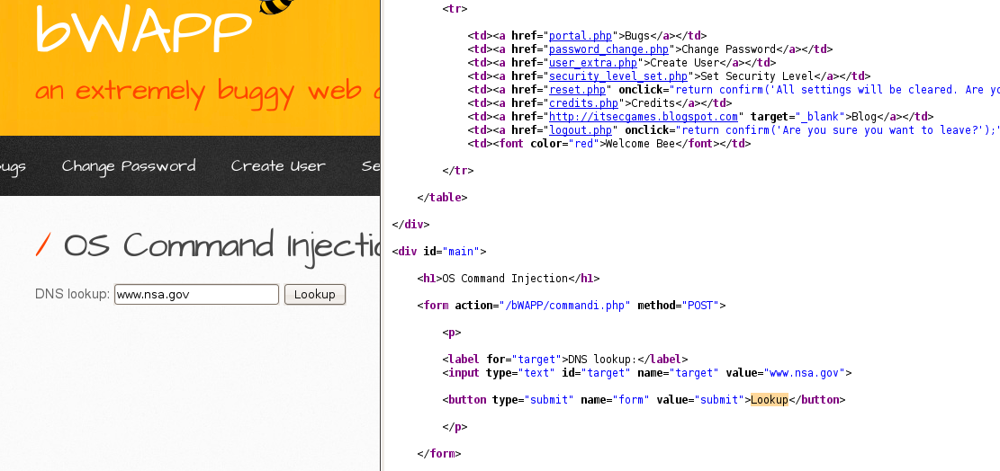 bWAPP
an extremely buggy web
Change Password Create User
/ OS Command Injectio
DNS lookup: www.nsa.gov Lookup
<tr>
<td><a href="portal.php">Bugs</a></td>
<td><a href="password_change.php">Change Password</a></td>
<td><a href="user_extra.php">Create User</a></td>
<td><a href="security_level_set.php">Set Security Level</a></td>
<td><a href="reset.php" onclick="return confirm('All settings will be cleared. Are yo
<td><a href="credits.php">Credits</a></td>
<td><a href="http://itsecgames.blogspot.com" target="_blank">Blog</a></td>
<td><a href="logout.php" onclick="return confirm('Are you sure you want to leave?');"
<td><font color="red">Welcome Bee</font></td>
</tr>
</table>
</div>
<div id="main">
<h1>OS Command Injection</h1>
<form action="/bWAPP/commandi.php" method="POST">
<p>
<label for="target">DNS lookup:</label>
<input type="text" id="target" name="target" value="www.nsa.gov">
<button type="submit" name="form" value="submit">Lookup</button>
</p>
</form>